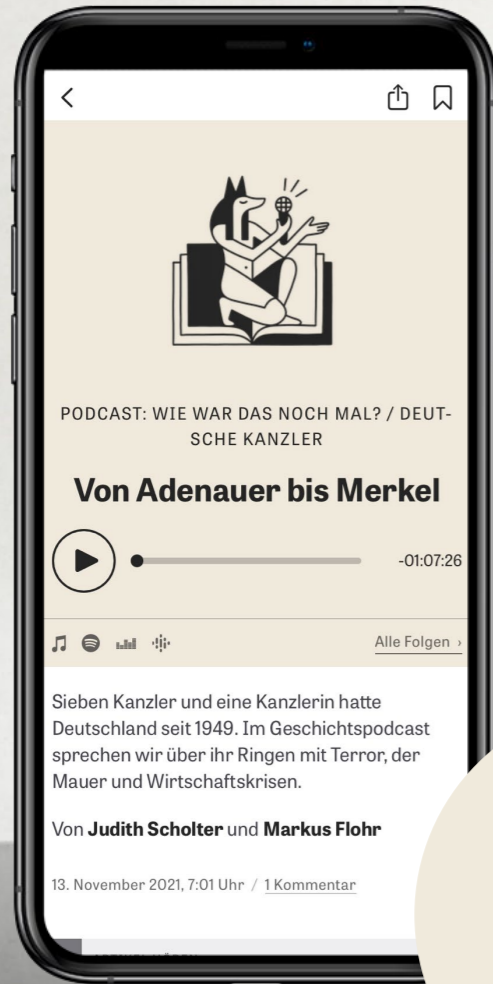 PODCAST: WIE WAR DAS NOCH MAL? / DEUT-
SCHE KANZLER
Von Adenauer bis Merkel
-01:07:26
Alle Folgen ›
Sieben Kanzler und eine Kanzlerin hatte
Deutschland seit 1949. Im Geschichtspodcast
sprechen wir über ihr Ringen mit Terror, der
Mauer und Wirtschaftskrisen.
Von Judith Scholter und Markus Flohr
13. November 2021, 7:01 Uhr / 1 Kommentar